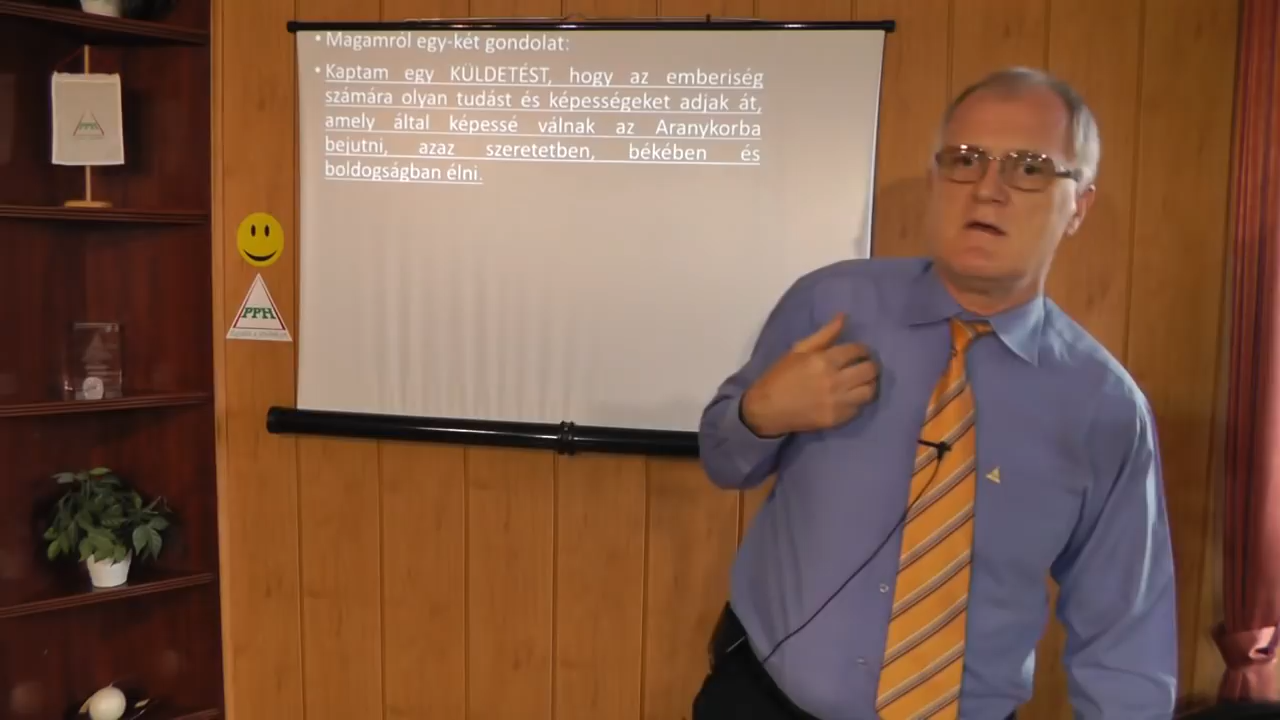 • Magamról egy-két gondolat:
• Kaptam egy KÜLDETÉST, hogy az emberiség
számára olyan tudást és képességeket adjak át,
amely által képessé válnak az Aranykorba
bejutni, azaz szeretetben, békében és
boldogságban élni.
PPH